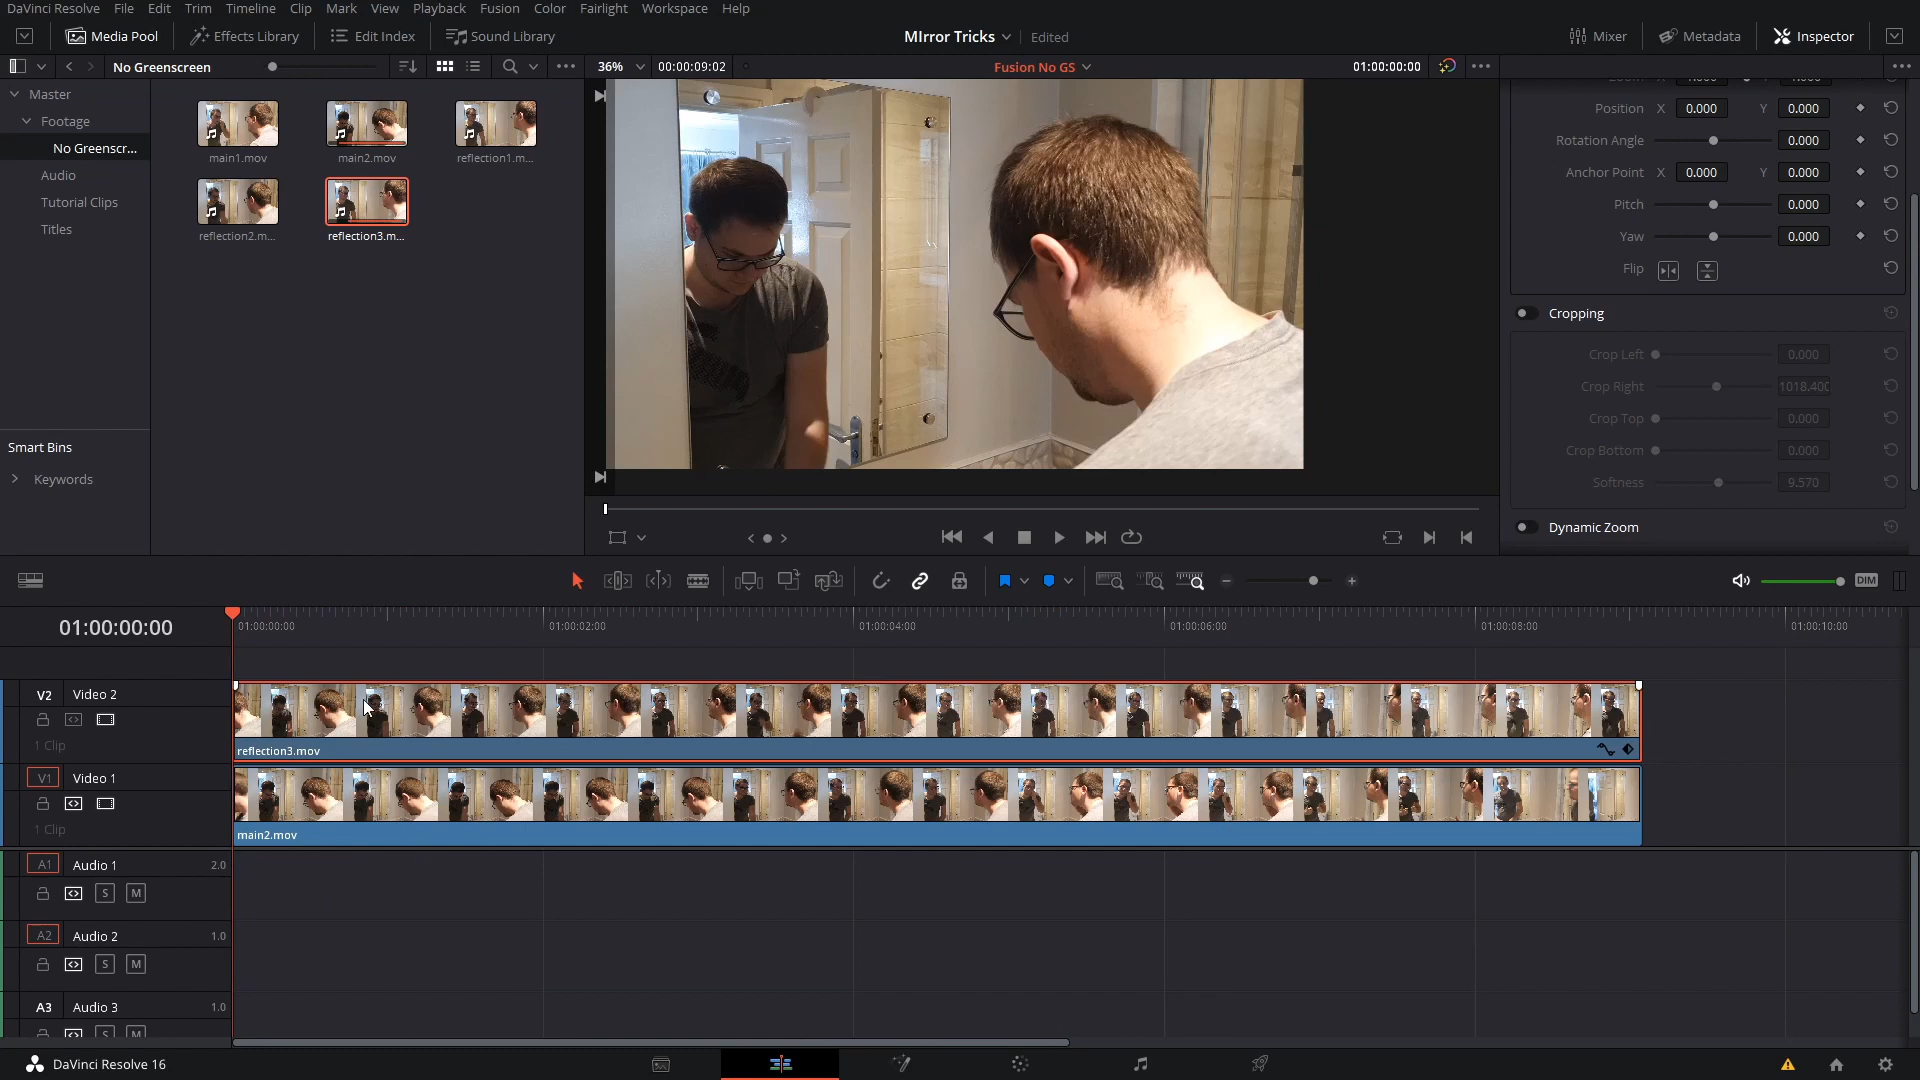 DaVinci Resolve File Edit Trim Timeline Clip Mark View Playback Fusion Color Fairlight Workspace Help
Media Pool Effects Library Edit Index Sound Library MIrror Tricks Edited Mixer Metadata Inspector
No Greenscreen 36% 00:00:09:02 Fusion No GS 01:00:00:00
Master
Footage
No Greenscr...
Audio
Tutorial Clips
Titles
main1.mov main2.mov reflection1.m...
reflection2.m... reflection3.m...
Smart Bins
Keywords
Position X 0.000 Y 0.000
Rotation Angle 0.000
Anchor Point X 0.000 Y 0.000
Pitch 0.000
Yaw 0.000
Flip
Cropping
Crop Left 0.000
Crop Right 1018.400
Crop Top 0.000
Crop Bottom 0.000
Softness 9.570
Dynamic Zoom
DIM
01:00:00:00 01:00:00:00 01:00:02:00 01:00:04:00 01:00:06:00 01:00:08:00 01:00:10:00
V2 Video 2
1 Clip
reflection3.mov
V1 Video 1
1 Clip
main2.mov
A1 Audio 1 2.0
S M
A2 Audio 2 1.0
S M
A3 Audio 3 1.0
S M
DaVinci Resolve 16